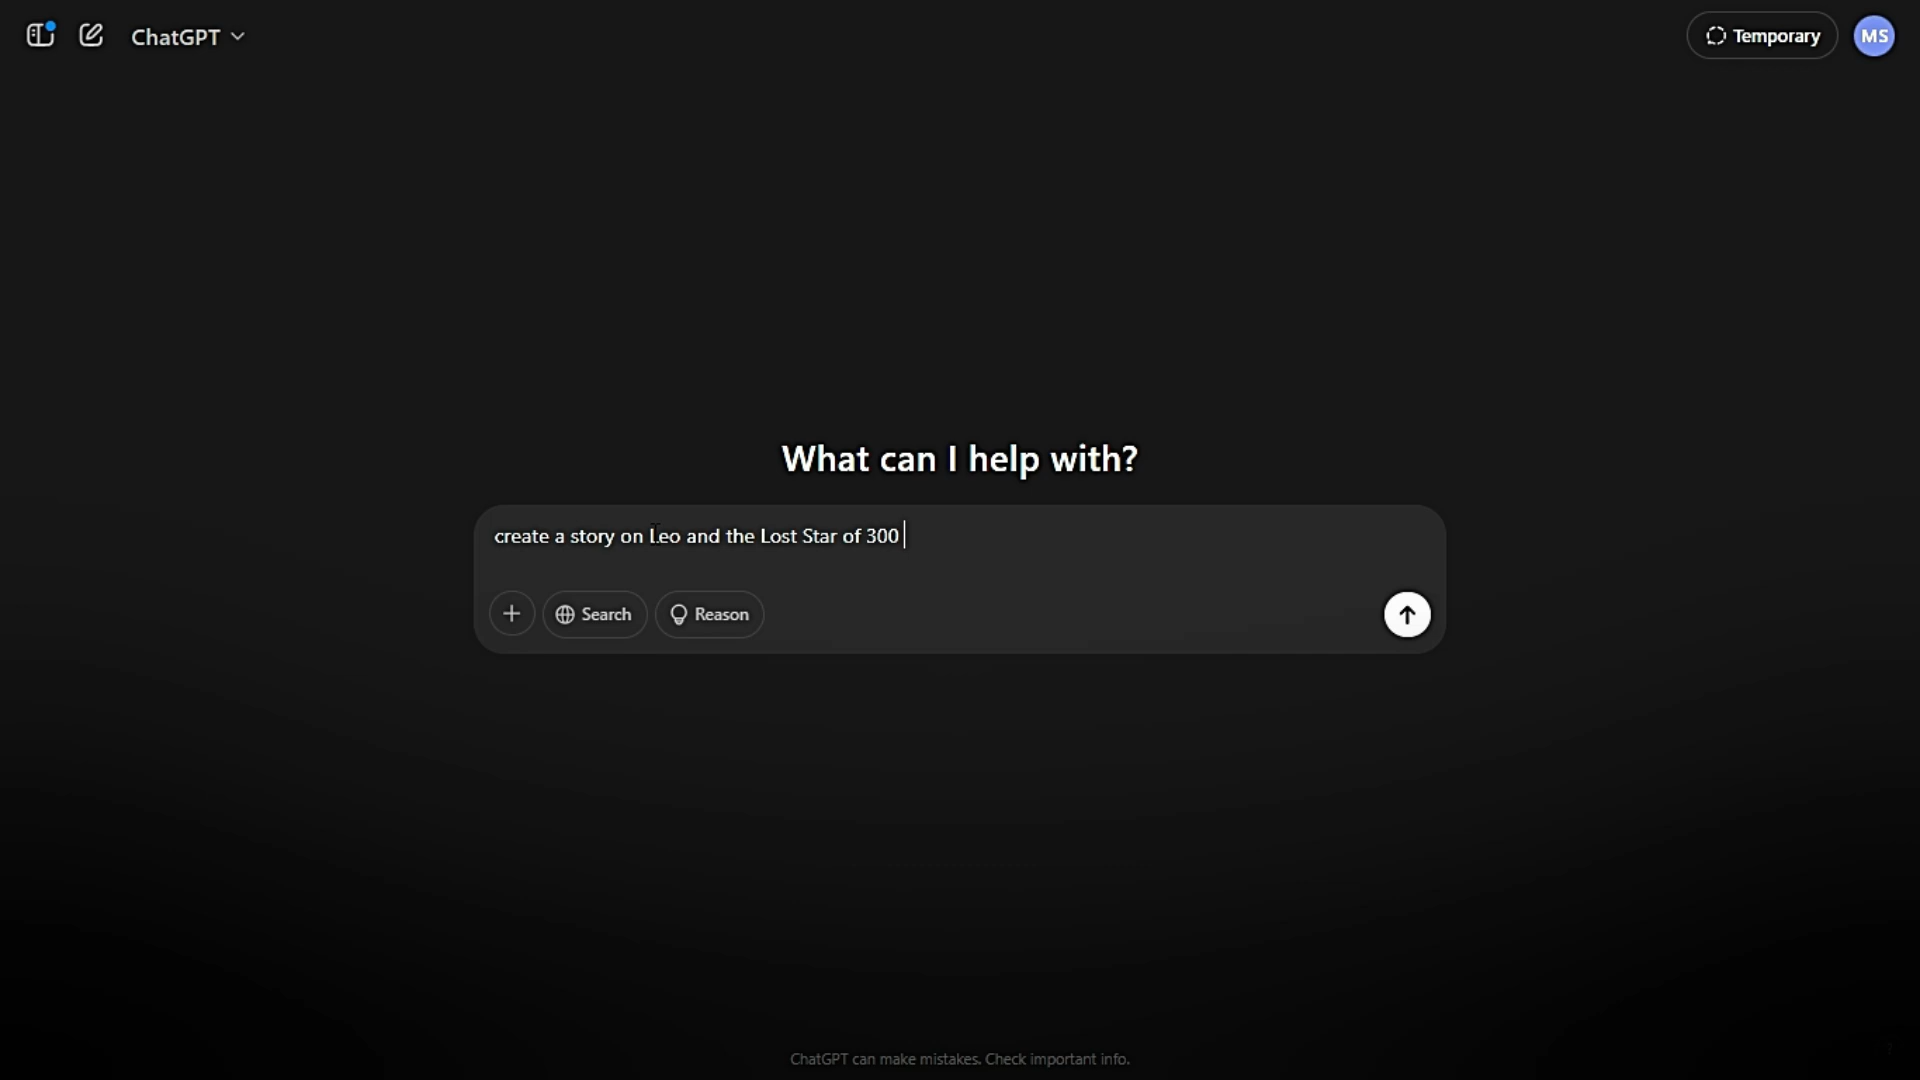 ChatGPT
Temporary
MS
What can I help with?
create a story on Leo and the Lost Star of 300
Search
Reason
ChatGPT can make mistakes. Check important info.